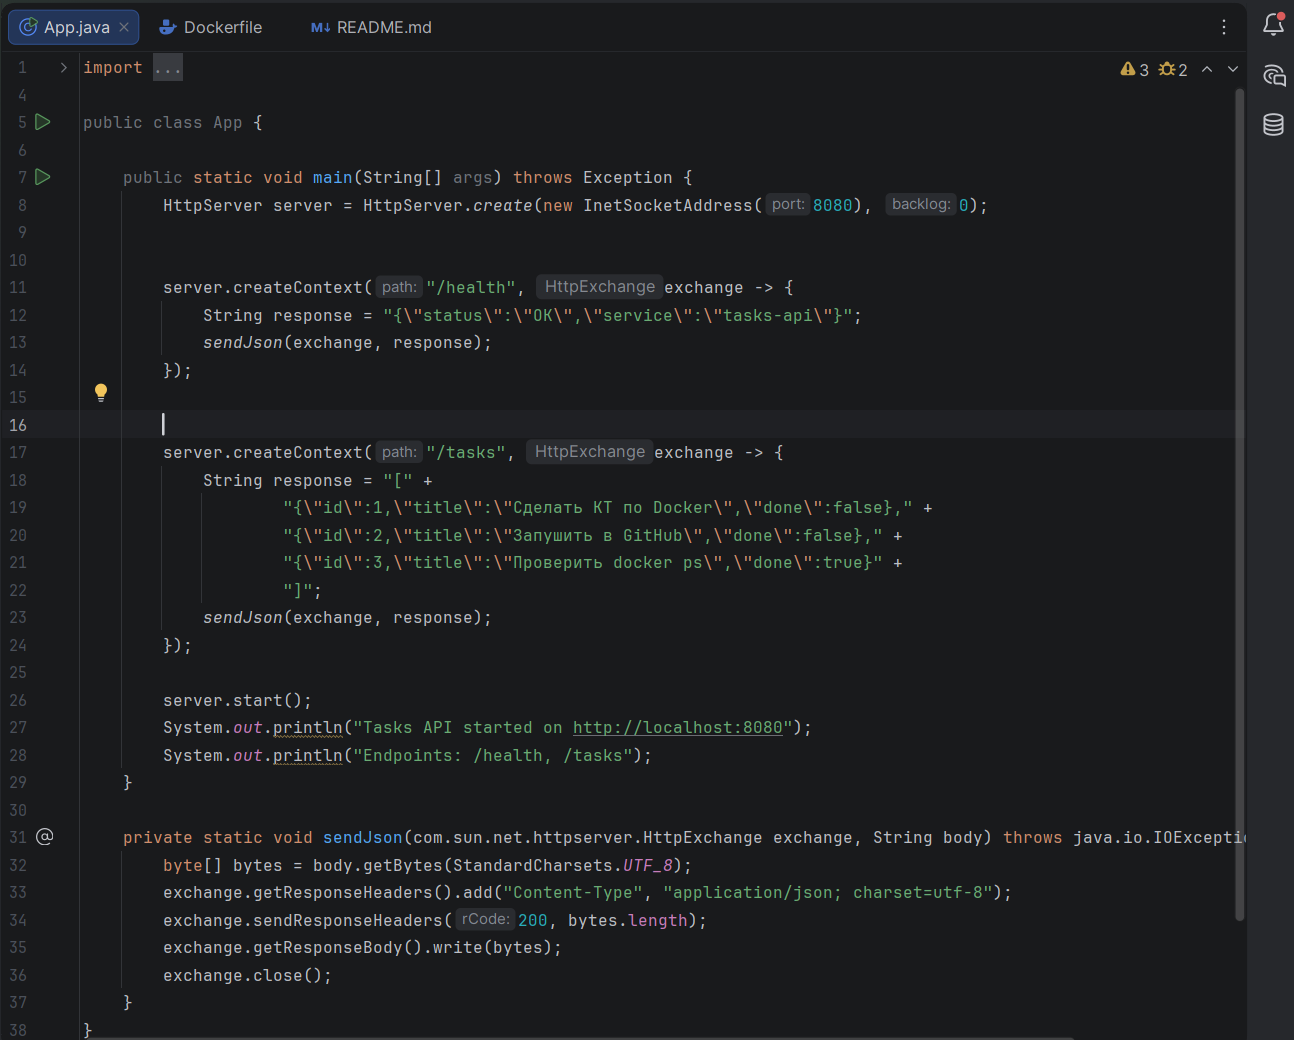 App.java
Dockerfile
README.md
3 2
1 import ...
4
5 public class App {
6
7 public static void main(String[] args) throws Exception {
8 HttpServer server = HttpServer.create(new InetSocketAddress( port: 8080), backlog: 0);
9
10
11 server.createContext( path: "/health", HttpExchange exchange -> {
12 String response = "{\"status\":\"OK\",\"service\":\"tasks-api\"}";
13 sendJson(exchange, response);
14 });
15
16
17 server.createContext( path: "/tasks", HttpExchange exchange -> {
18 String response = "[" +
19 "{\"id\":1,\"title\":\"Сделать КТ по Docker\",\"done\":false}," +
20 "{\"id\":2,\"title\":\"Запушить в GitHub\",\"done\":false}," +
21 "{\"id\":3,\"title\":\"Проверить docker ps\",\"done\":true}" +
22 "]";
23 sendJson(exchange, response);
24 });
25
26 server.start();
27 System.out.println("Tasks API started on http://localhost:8080");
28 System.out.println("Endpoints: /health, /tasks");
29 }
30
31 private static void sendJson(com.sun.net.httpserver.HttpExchange exchange, String body) throws java.io.IOExceptio
32 byte[] bytes = body.getBytes(StandardCharsets.UTF_8);
33 exchange.getResponseHeaders().add("Content-Type", "application/json; charset=utf-8");
34 exchange.sendResponseHeaders( rCode: 200, bytes.length);
35 exchange.getResponseBody().write(bytes);
36 exchange.close();
37 }
38 }